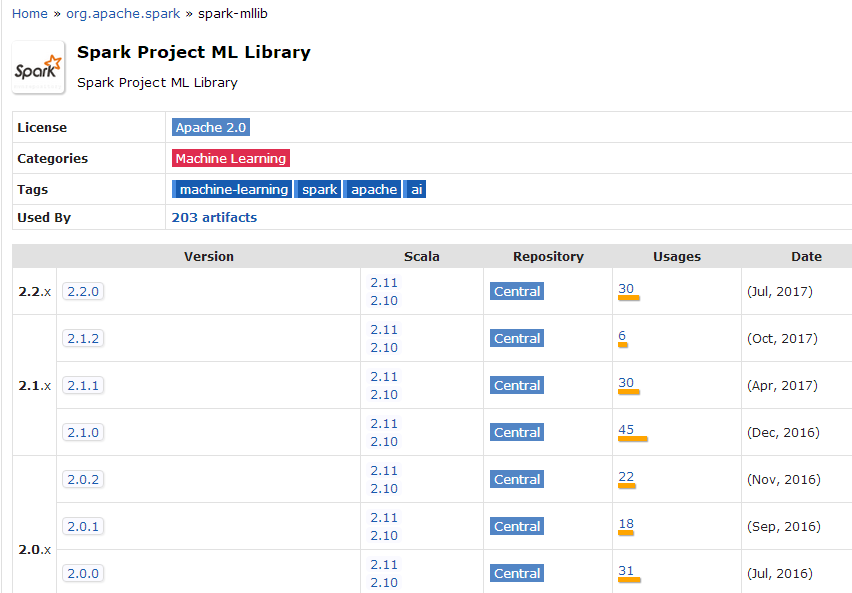 Home » org.apache.spark » spark-mllib
Spark
Spark Project ML Library
Spark Project ML Library
License Apache 2.0
Categories Machine Learning
Tags machine-learning spark apache ai
Used By 203 artifacts
Version Scala Repository Usages Date
2.2.x 2.2.0 2.11 2.10 Central 30 (Jul, 2017)
2.1.2 2.11 2.10 Central 6 (Oct, 2017)
2.1.x 2.1.1 2.11 2.10 Central 30 (Apr, 2017)
2.1.0 2.11 2.10 Central 45 (Dec, 2016)
2.0.2 2.11 2.10 Central 22 (Nov, 2016)
2.0.1 2.11 2.10 Central 18 (Sep, 2016)
2.0.x
2.0.0 2.11 2.10 Central 31 (Jul, 2016)